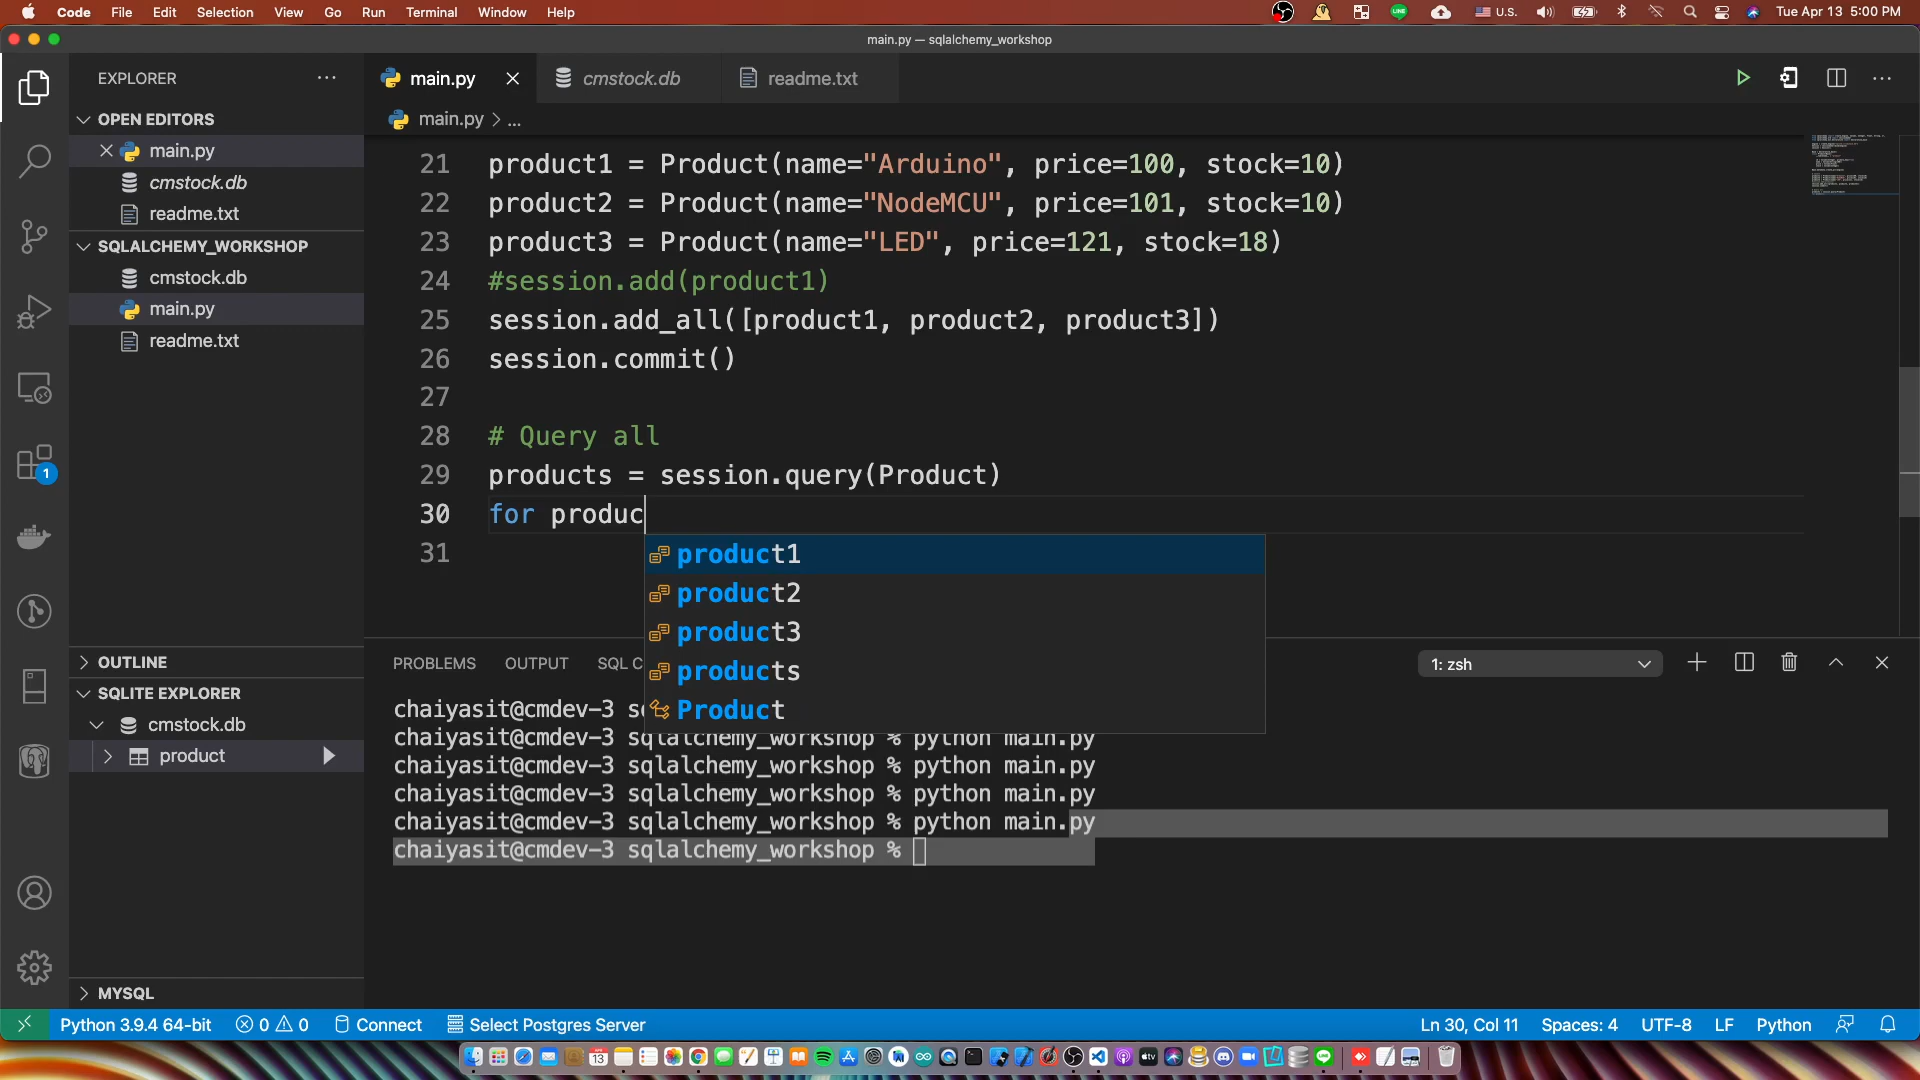 Code File Edit Selection View Go Run Terminal Window Help
U.S. Tue Apr 13 5:00 PM
main.py — sqlalchemy_workshop
EXPLORER
main.py
cmstock.db
readme.txt
OPEN EDITORS
main.py > ...
main.py
cmstock.db
readme.txt
SQLALCHEMY_WORKSHOP
cmstock.db
main.py
readme.txt
OUTLINE
SQLITE EXPLORER
cmstock.db
product
MYSQL
1
21 product1 = Product(name="Arduino", price=100, stock=10)
22 product2 = Product(name="NodeMCU", price=101, stock=10)
23 product3 = Product(name="LED", price=121, stock=18)
24 #session.add(product1)
25 session.add_all([product1, product2, product3])
26 session.commit()
27
28 # Query all
29 products = session.query(Product)
30 for produc
31
product1
product2
product3
products
Product
PROBLEMS OUTPUT SQL C
1: zsh
chaiyasit@cmdev-3 s
chaiyasit@cmdev-3 sqlalchemy_workshop % python main.py
chaiyasit@cmdev-3 sqlalchemy_workshop % python main.py
chaiyasit@cmdev-3 sqlalchemy_workshop % python main.py
chaiyasit@cmdev-3 sqlalchemy_workshop % python main.py
chaiyasit@cmdev-3 sqlalchemy_workshop %
Python 3.9.4 64-bit 0 0 Connect Select Postgres Server
Ln 30, Col 11 Spaces: 4 UTF-8 LF Python